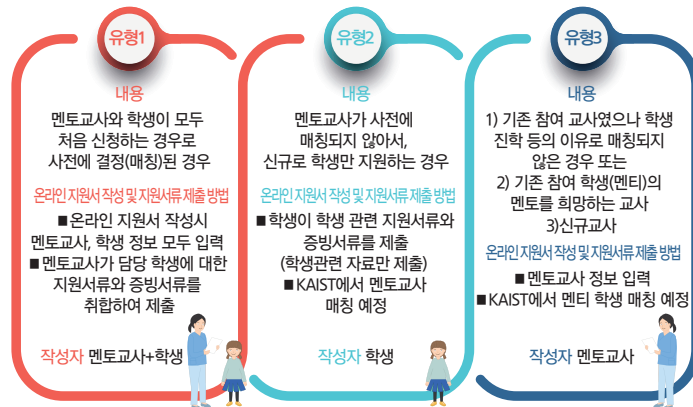 유형1
내용
멘토교사와 학생이 모두
처음 신청하는 경우로
사전에 결정(매칭)된 경우
온라인 지원서 작성 및 지원서류 제출 방법
■온라인 지원서 작성시
멘토교사, 학생 정보 모두 입력
■멘토교사가 담당 학생에 대한
지원서류와 증빙서류를
취합하여 제출
작성자 멘토교사+학생
유형2
내용
멘토교사가 사전에
매칭되지 않아서,
신규로 학생만 지원하는 경우
온라인 지원서 작성 및 지원서류 제출 방법
■학생이 학생 관련 지원서류와
증빙서류를 제출
(학생관련 자료만 제출)
■KAIST에서 멘토교사
매칭 예정
작성자 학생
유형3
내용
1) 기존 참여 교사였으나 학생
진학 등의 이유로 매칭되지
않은 경우 또는
2) 기존 참여 학생(멘티)의
멘토를 희망하는 교사
3)신규교사
온라인 지원서 작성 및 지원서류 제출 방법
■멘토교사 정보 입력
■KAIST에서 멘티 학생 매칭 예정
작성자 멘토교사